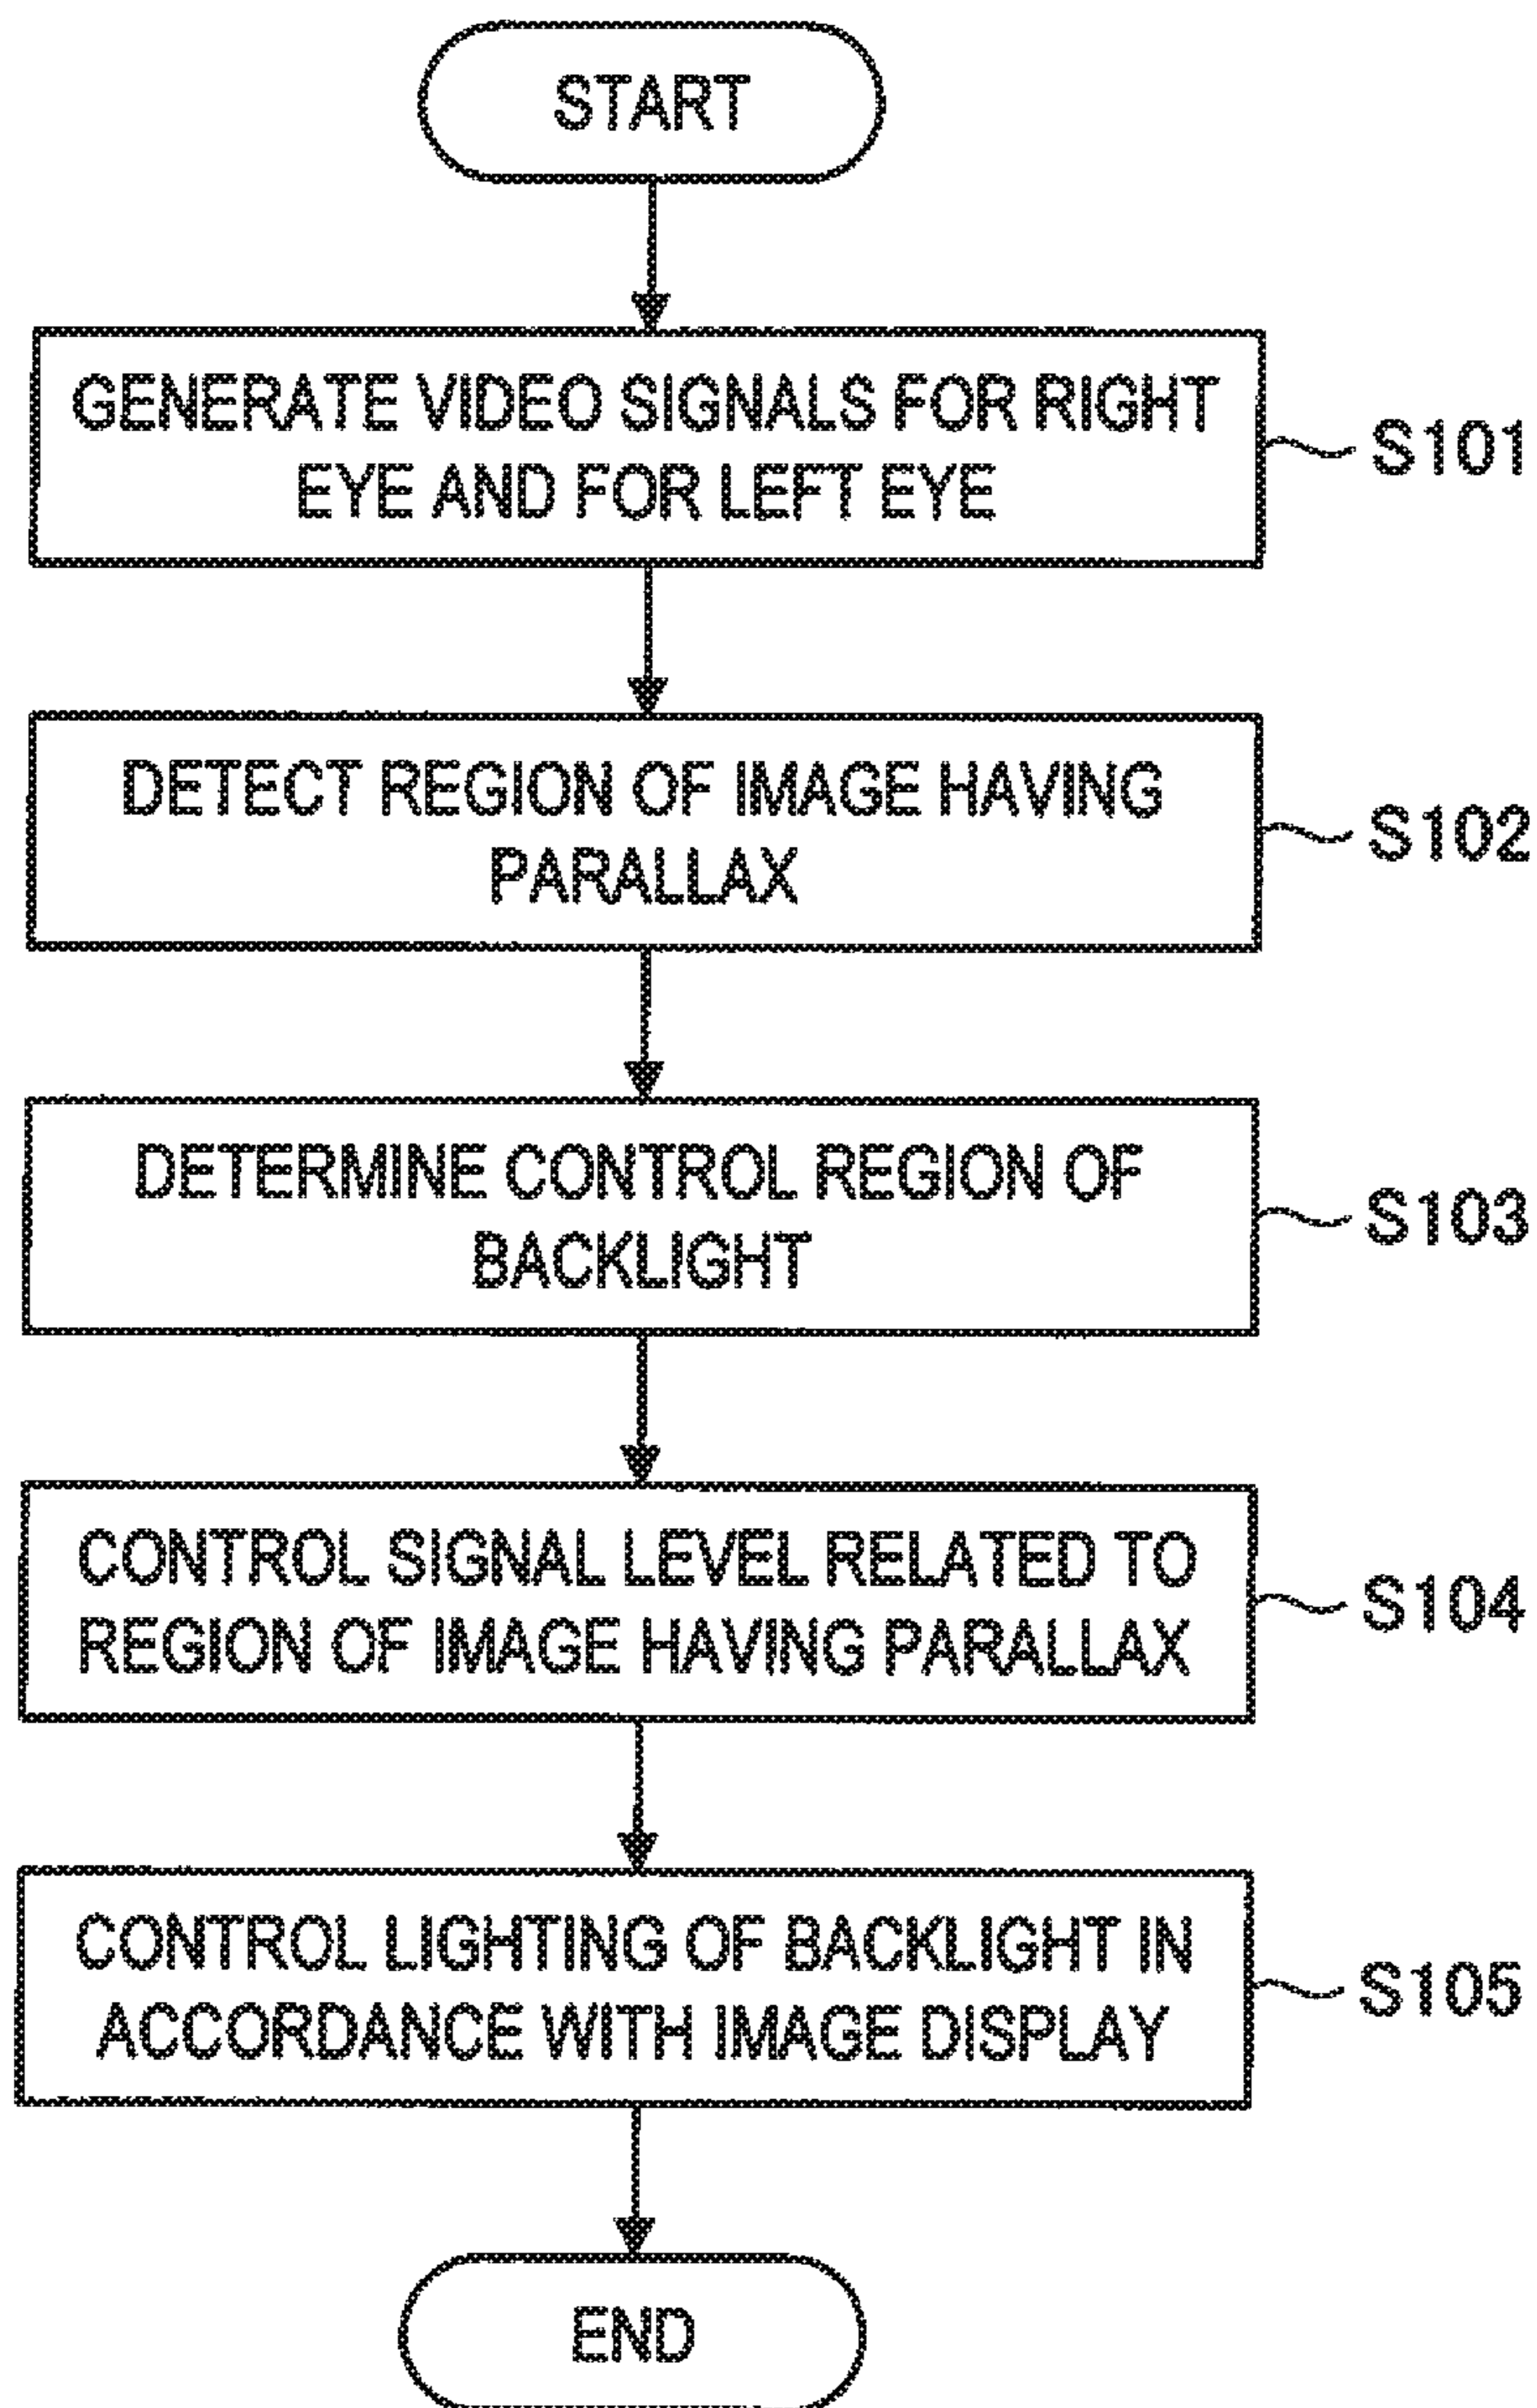 START
GENERATE VIDEO SIGNALS FOR RIGHT
EYE AND FOR LEFT EYE
S101
DETECT REGION OF IMAGE HAVING
PARALLAX
S102
DETERMINE CONTROL REGION OF
BACKLIGHT
S103
CONTROL SIGNAL LEVEL RELATED TO
REGION OF IMAGE HAVING PARALLAX
S104
CONTROL LIGHTING OF BACKLIGHT IN
ACCORDANCE WITH IMAGE DISPLAY
S105
END